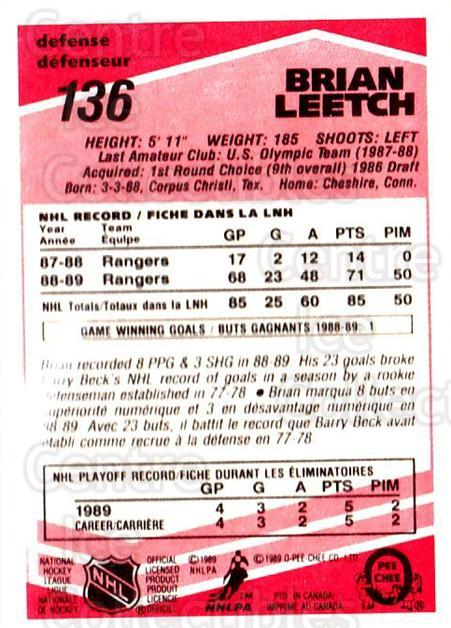 defense
défenseur
136
BRIAN
LEETCH
HEIGHT: 5' 11" WEIGHT: 185 SHOOTS: LEFT
Last Amateur Club: U.S. Olympic Team (1987-88)
Acquired: 1st Round Choice (9th overall) 1986 Draft
Born: 3-3-68, Corpus Christi, Tex. Home: Cheshire, Conn.
NHL RECORD / FICHE DANS LA LNH
Year Team
Année Équipe GP G A PTS PIM
87-88 Rangers 17 2 12 14 0
88-89 Rangers 68 23 48 71 50
NHL Totals/Totaux dans la LNH 85 25 60 85 50
GAME WINNING GOALS / BUTS GAGNANTS 1988-89: 1
Brian recorded 8 PPG & 3 SHG in 88-89. His 23 goals broke
Barry Beck's NHL record of goals in a season by a rookie
defenseman established in 77-78 ● Brian marqua 8 buts en
supériorité numérique et 3 en désavantage numérique en
88 89 Avec 23 buts, il battit le record que Barry Beck avait
établi comme recrue à la défense en 77-78
NHL PLAYOFF RECORD/FICHE DURANT LES ÉLIMINATOIRES
GP G A PTS PIM
1989 4 3 2 5 2
CAREER/CARRIÈRE 4 3 2 5 2
NATIONAL
HOCKEY
LEAGUE
LIGUE
NATIONALE
DE HOCKEY
NHL
OFFICIAL
LICENSED
PRODUCT
PRODUIT
OFFICIEL
© 1989
NHLPA
NHLPA
© 1989 O-PEE-CHEE CO. LTD.
PTD. IN CANADA
IMPRIMÉ AU CANADA
O
PEE
CHEE
Centre
Ice
Collectibles